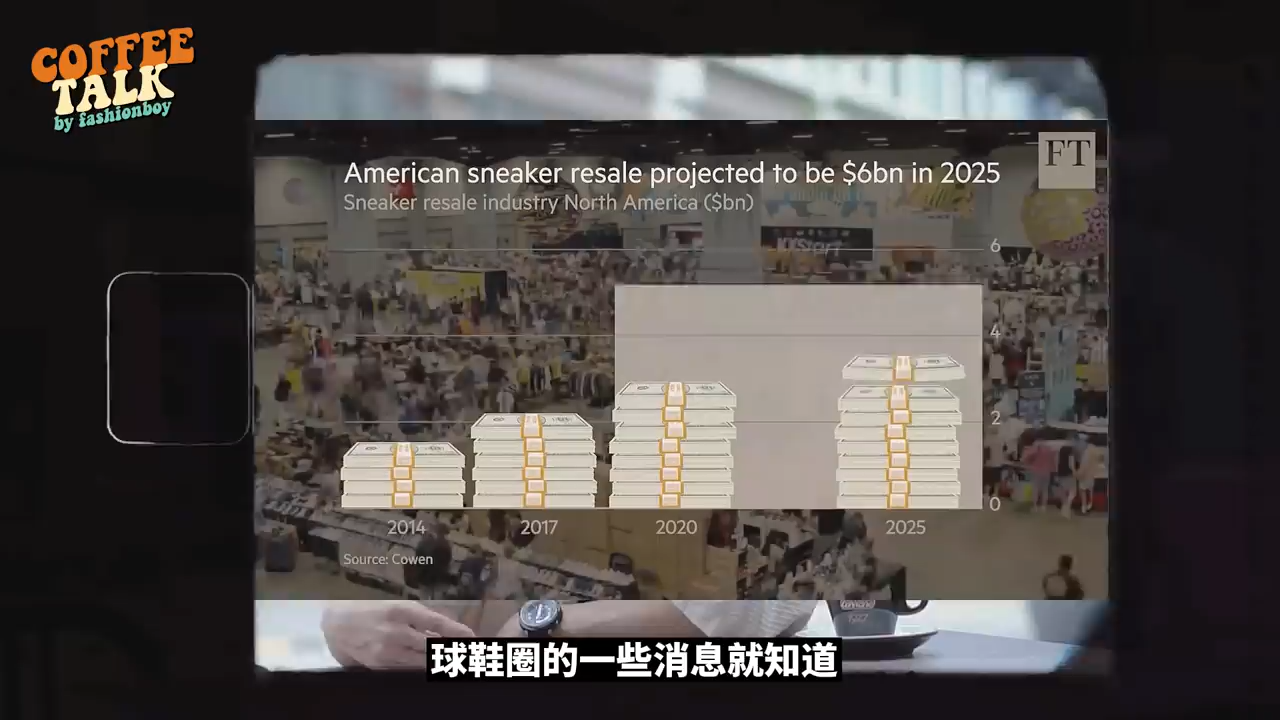 COFFEE
TALK
by fashionboy
FT
American sneaker resale projected to be $6bn in 2025
Sneaker resale industry North America ($bn)
6
4
2
0
2014
2017
2020
2025
Source: Cowen
球鞋圈的一些消息就知道